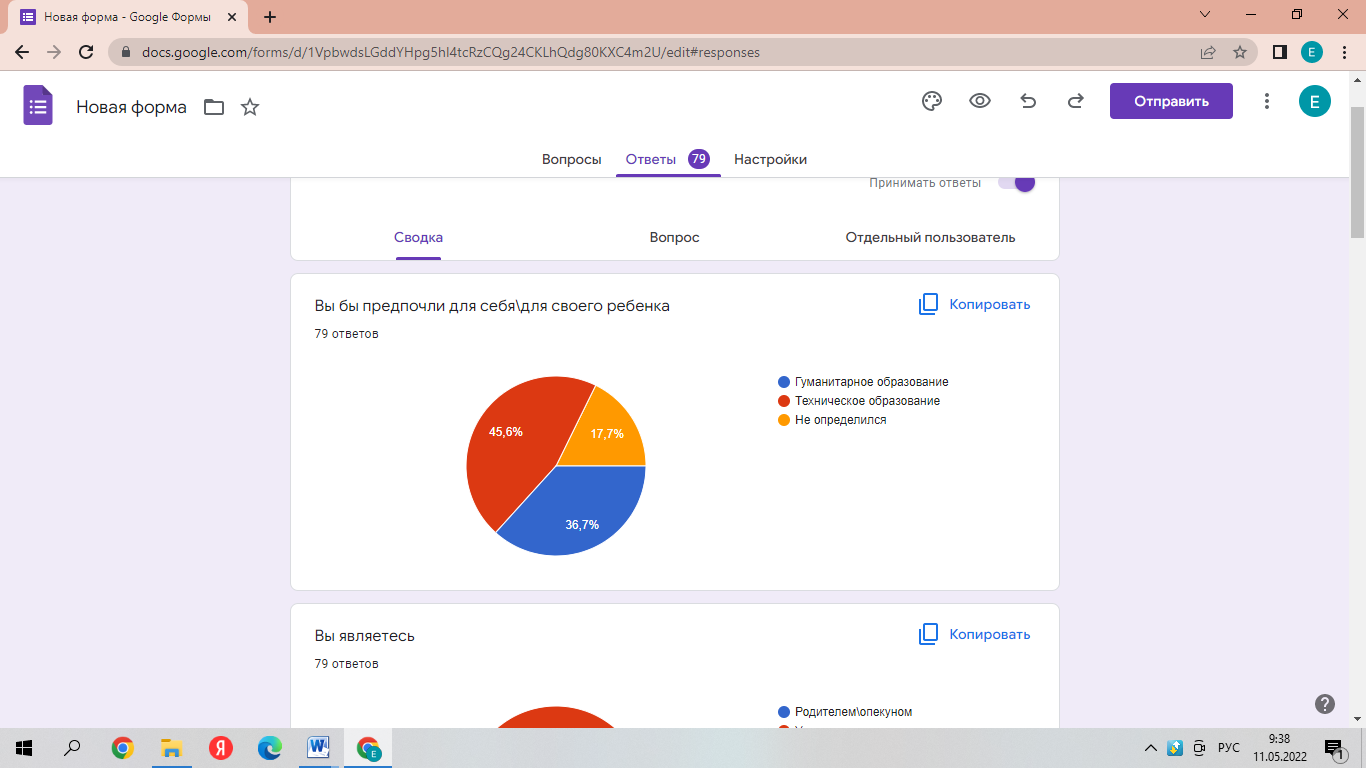 Новая форма - Google Формы
docs.google.com/forms/d/1VpbwdsLGddYHpg5hl4tcRzCQg24CKLhQdg80KXC4m2U/edit#responses
E
Новая форма
Отправить
E
Вопросы Ответы 79 Настройки
Принимать ответы
Сводка Вопрос Отдельный пользователь
Вы бы предпочли для себя\для своего ребенка
Копировать
79 ответов
Гуманитарное образование
Техническое образование
Не определился
45,6%
17,7%
36,7%
Вы являетесь
Копировать
79 ответов
Родителем\опекуном
Я
W
E
РУС
9:38
11.05.2022
1